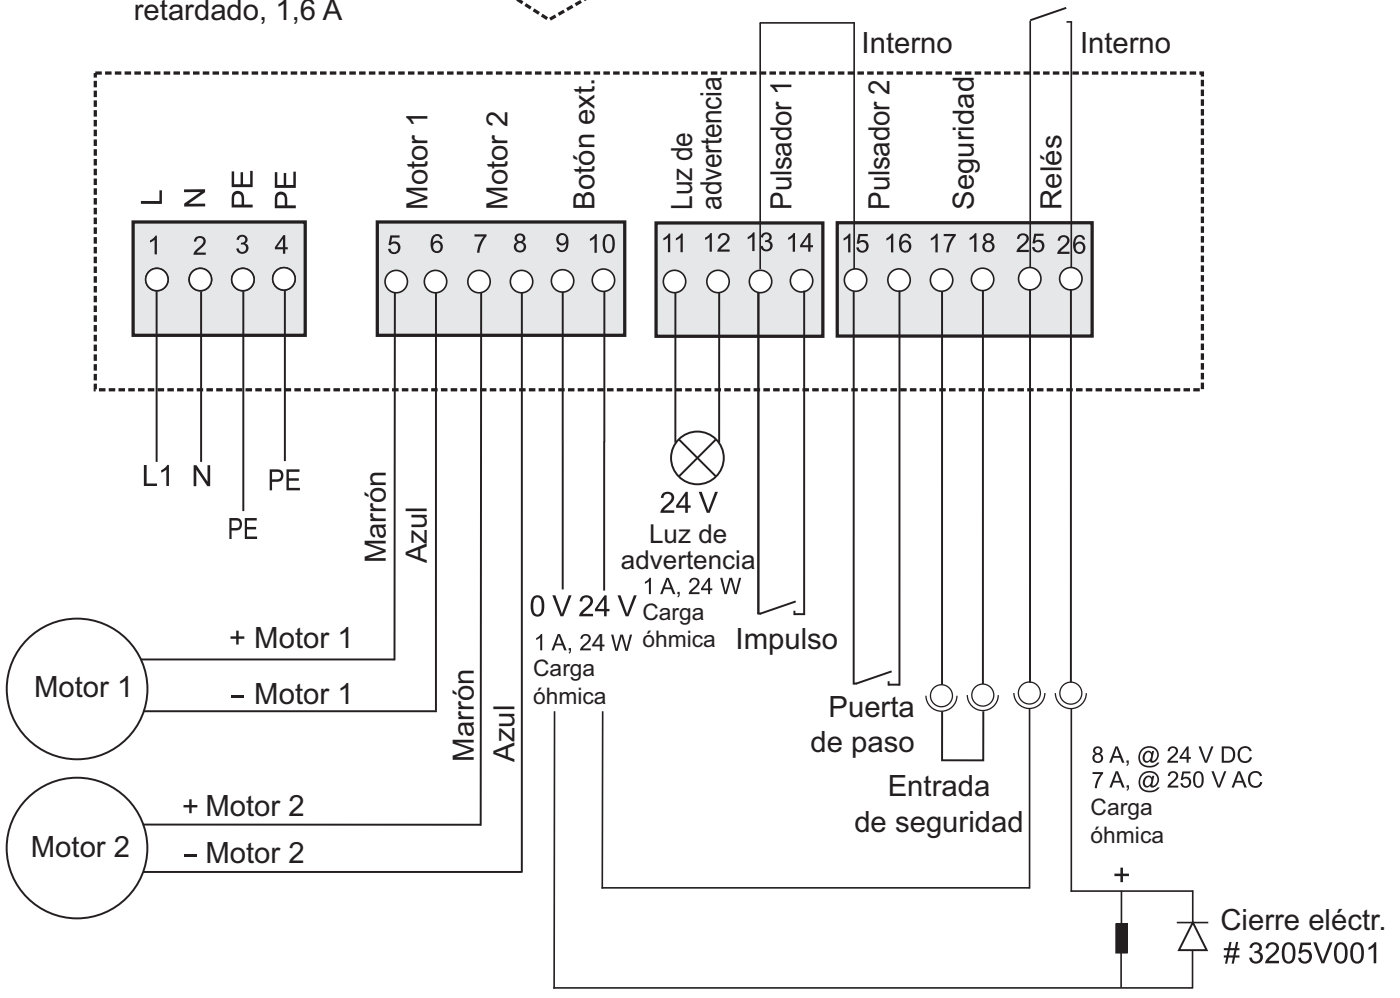 retardado, 1,6 A
Interno
Interno
L
N
PE
PE
Motor 1
Motor 2
Botón ext.
Luz de
advertencia
Pulsador 1
Pulsador 2
Seguridad
Relés
1 2 3 4
5 6 7 8 9 10
11 12 13 14
15 16 17 18 25 26
L1 N PE
PE
Marrón
Azul
24 V
Luz de
advertencia
1 A, 24 W
Carga
óhmica
0 V 24 V
1 A, 24 W
Carga
óhmica
Impulso
+ Motor 1
Motor 1
– Motor 1
Marrón
Azul
Puerta
de paso
Entrada
de seguridad
8 A, @ 24 V DC
7 A, @ 250 V AC
Carga
óhmica
+ Motor 2
Motor 2
– Motor 2
+
Cierre eléctr.
# 3205V001